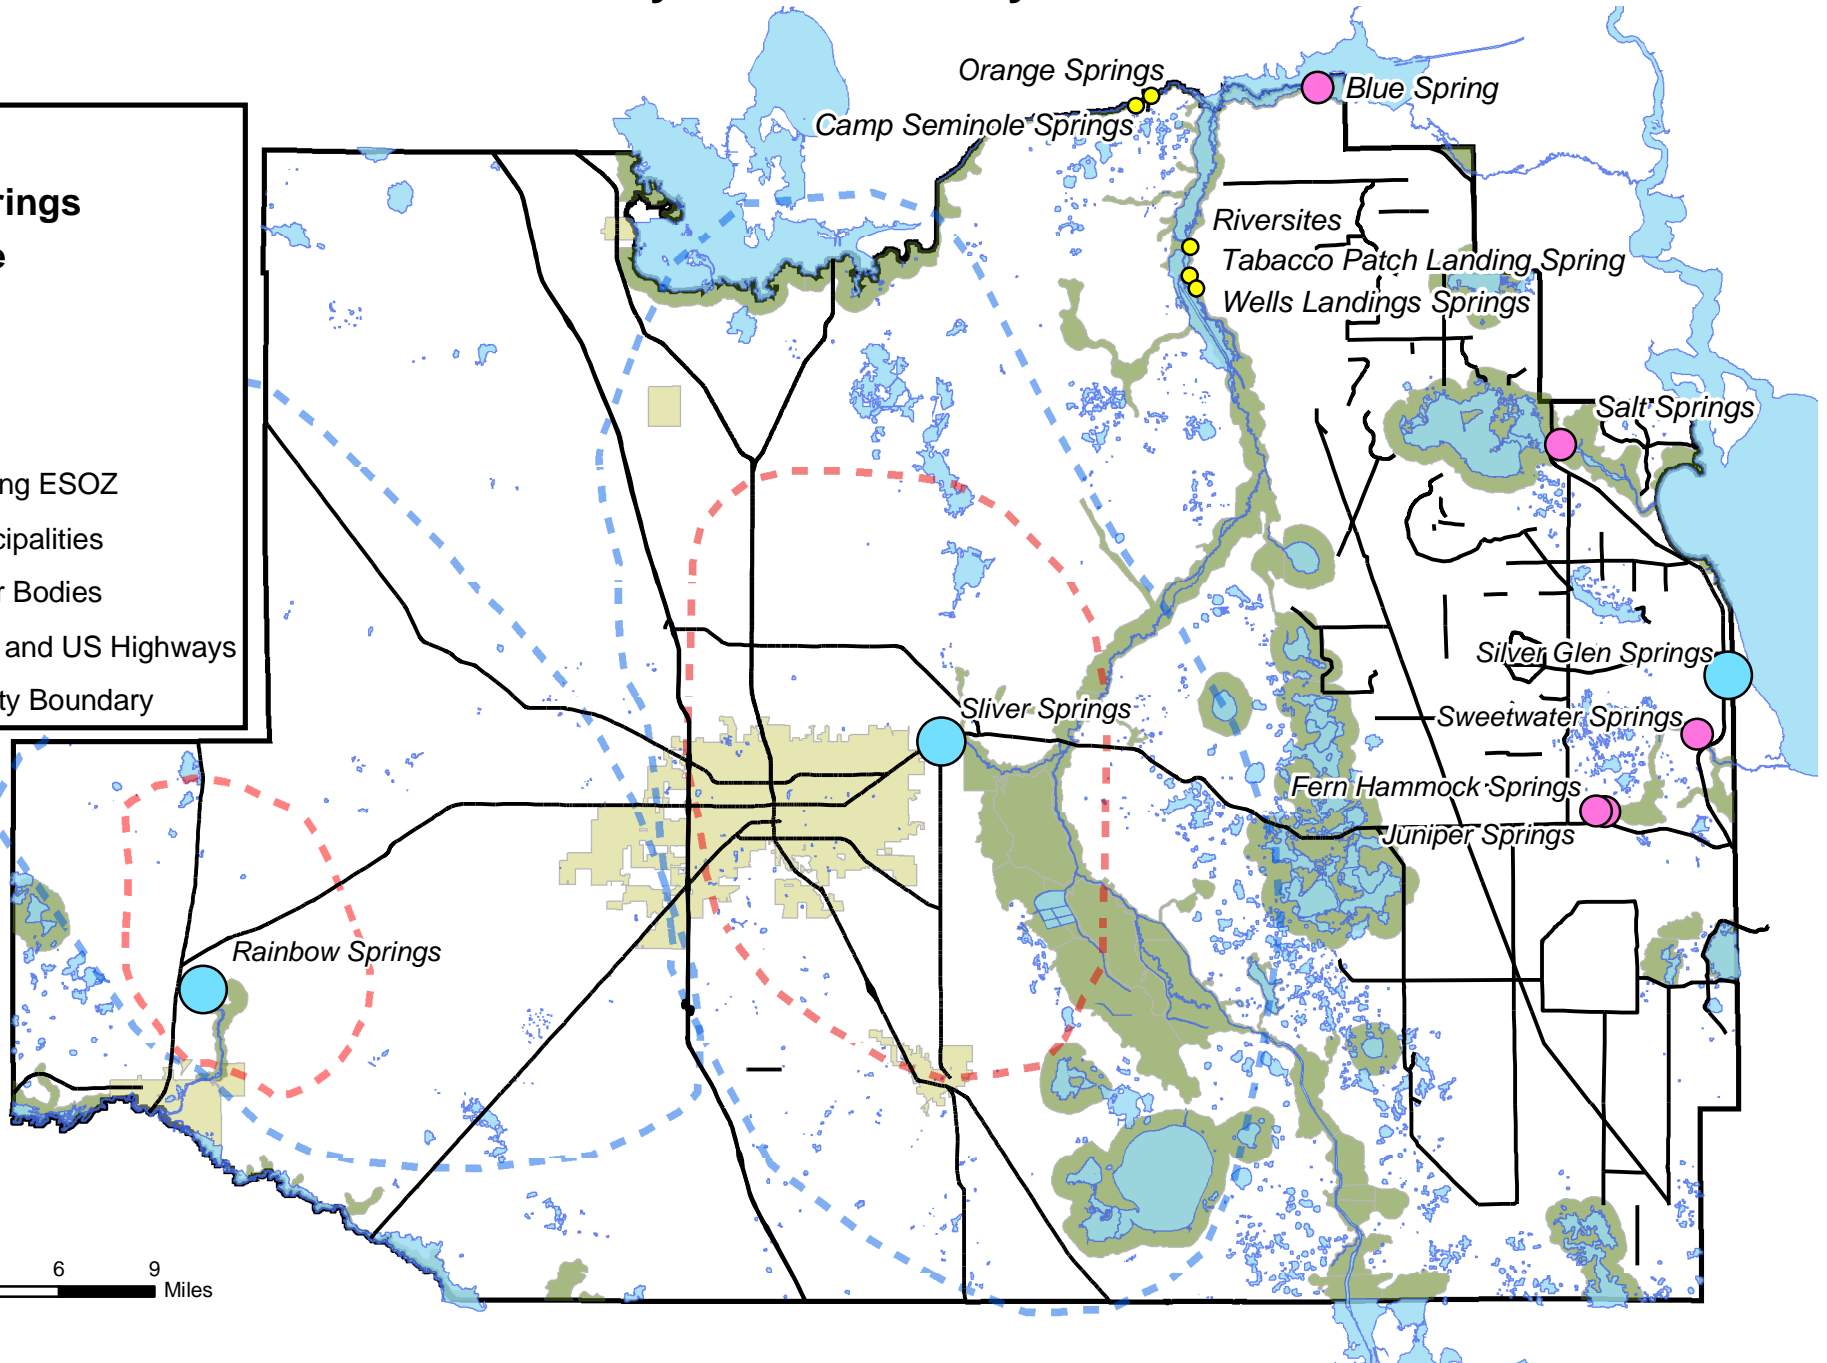 Orange Springs
Blue Spring
Camp Seminole Springs
rings
e
Riversites
Tabacco Patch Landing Spring
Wells Landings Springs
Salt Springs
ng ESOZ
cipalities
r Bodies
and US Highways
ty Boundary
Silver Glen Springs
Sliver Springs
Sweetwater Springs
Fern Hammock Springs
Juniper Springs
Rainbow Springs
6 9
Miles